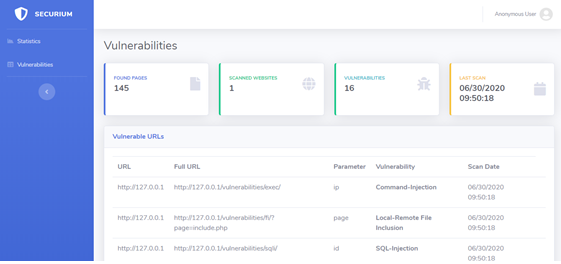 SECURIUM
Anonymous User
Statistics
Vulnerabilities
Vulnerabilities
FOUND PAGES
145
SCANNED WEBSITES
1
VULNERABILITIES
16
LAST SCAN
06/30/2020
09:50:18
Vulnerable URLs
URL Full URL Parameter Vulnerability Scan Date
http://127.0.0.1 http://127.0.0.1/vulnerabilities/exec/ ip Command-Injection 06/30/2020
09:50:18
http://127.0.0.1 http://127.0.0.1/vulnerabilities/fi/? page Local-Remote File 06/30/2020
page=include.php Inclusion 09:50:18
http://127.0.0.1 http://127.0.0.1/vulnerabilities/sqli/ id SQL-Injection 06/30/2020
09:50:18